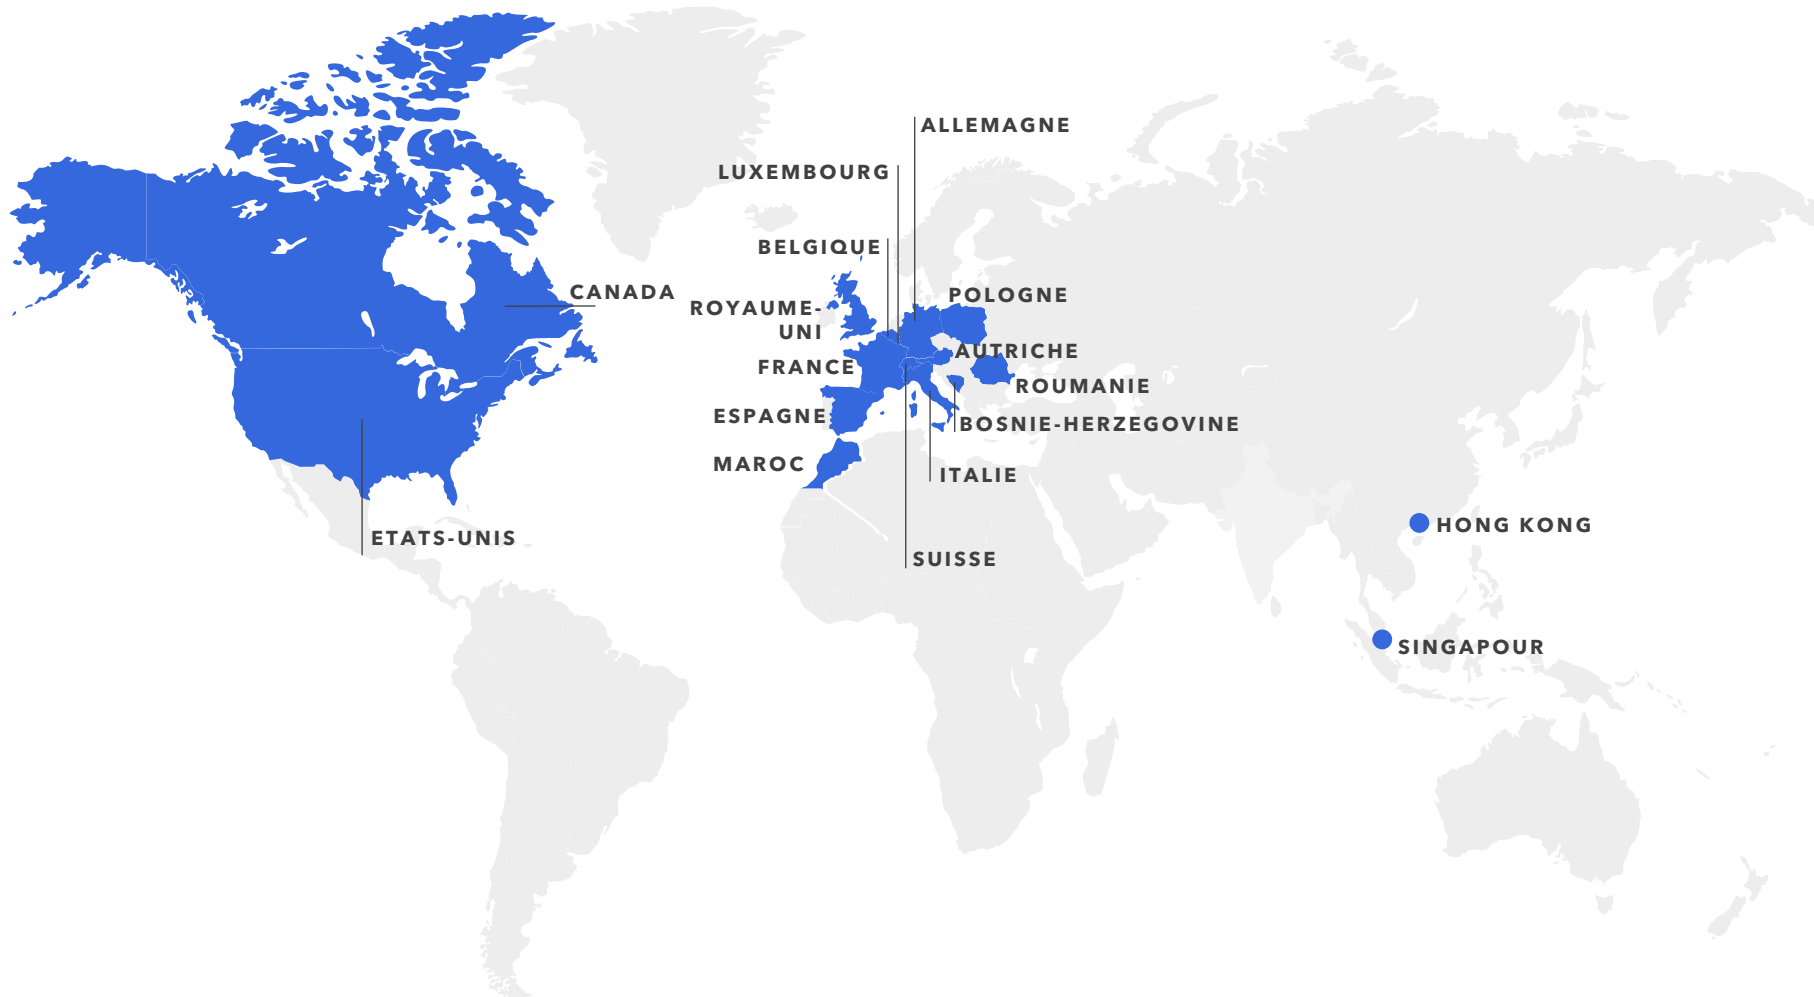 ALLEMAGNE
LUXEMBOURG
BELGIQUE
CANADA
POLOGNE
ROYAUME-
UNI
AUTRICHE
FRANCE
ROUMANIE
ESPAGNE
BOSNIE-HERZEGOVINE
MAROC
ITALIE
HONG KONG
ETATS-UNIS
SUISSE
SINGAPOUR